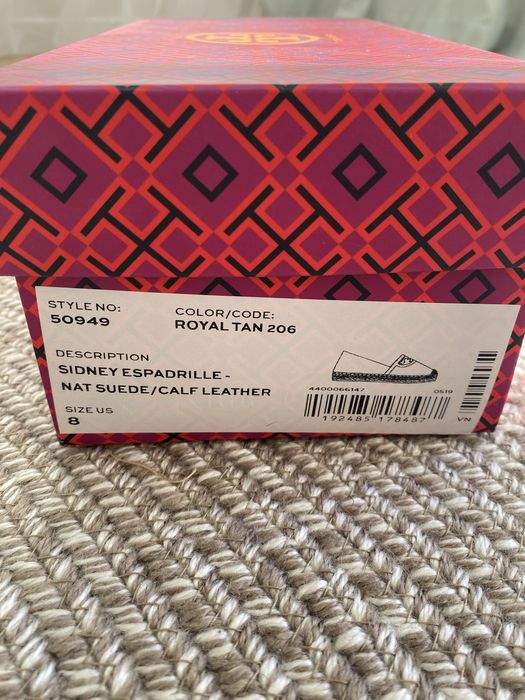 STYLE NO:
50949
COLOR/CODE:
ROYAL TAN 206
DESCRIPTION
SIDNEY ESPADRILLE -
NAT SUEDE/CALF LEATHER
SIZE US
8
4400066147
0519
192485 178487
VN